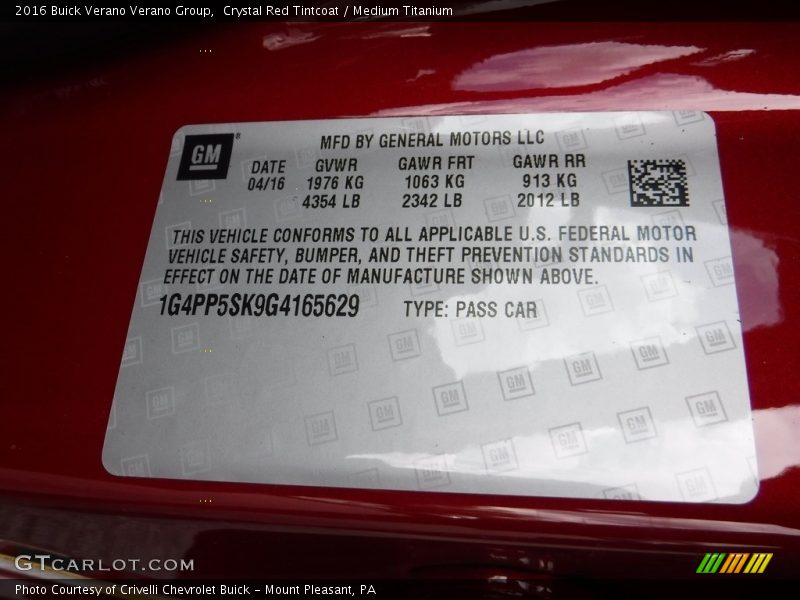 2016 Buick Verano Verano Group,  Crystal Red Tintcoat / Medium Titanium
GM®
MFD BY GENERAL MOTORS LLC
DATE GVWR GAWR FRT GAWR RR
04/16 1976 KG 1063 KG 913 KG
4354 LB 2342 LB 2012 LB
THIS VEHICLE CONFORMS TO ALL APPLICABLE U.S. FEDERAL MOTOR
VEHICLE SAFETY, BUMPER, AND THEFT PREVENTION STANDARDS IN
EFFECT ON THE DATE OF MANUFACTURE SHOWN ABOVE.
1G4PP5SK9G4165629 TYPE: PASS CAR
GTCARLOT.COM
Photo Courtesy of Crivelli Chevrolet Buick – Mount Pleasant, PA